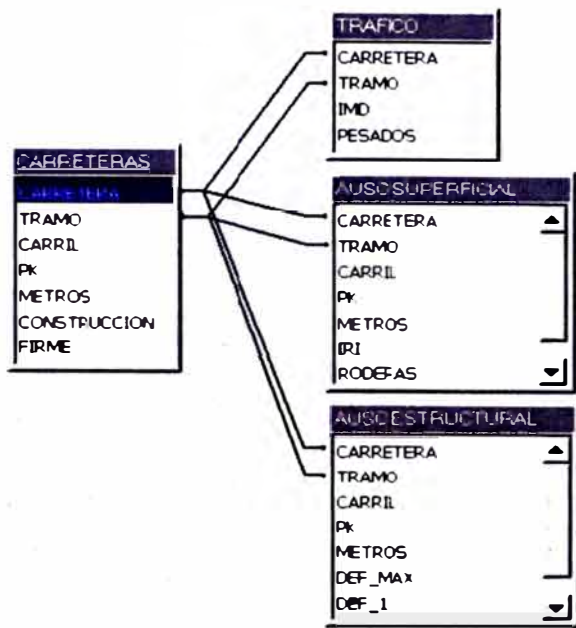 TRAFICO
CARRETERA
TRAMO
IMD
PESADOS
CARRETERAS
CARRETERA
TRAMO
CARRIL
PK
METROS
CONSTRUCCION
FIRME
AUSCSUPERFICIAL
CARRETERA
TRAMO
CARRIL
PK
METROS
IRI
RODERAS
AUSCESTRUCTURAL
CARRETERA
TRAMO
CARRIL
PK
METROS
DEF_MAX
DEF_1